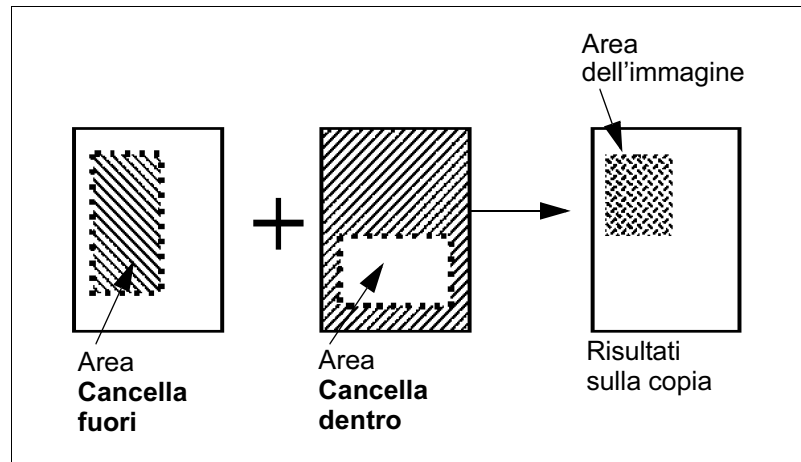 Area
dell'immagine
Area
Cancella
fuori
Area
Cancella
dentro
Risultati
sulla copia